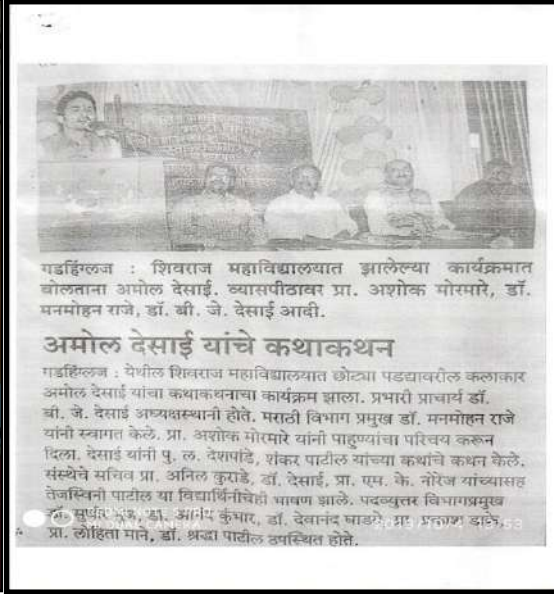 गडहिंग्लज : शिवराज महाविद्यालयात झालेल्या कार्यक्रमात
बोलताना अमोल देसाई. व्यासपीठावर प्रा. अशोक मोरमारे, डॉ.
मनमोहन राजे, डॉ. बी. जे. देसाई आदी.
अमोल देसाई यांचे कथाकथन
गडहिंग्लज : येथील शिवराज महाविद्यालयात छोट्या पडद्यावरील कलाकार
अमोल देसाई यांचा कथाकथनाचा कार्यक्रम झाला. प्रभारी प्राचार्य डॉ.
बी. जे. देसाई अध्यक्षस्थानी होते. मराठी विभाग प्रमुख डॉ. मनमोहन राजे
यांनी स्वागत केले. प्रा. अशोक मोरमारे यांनी पाहुण्यांचा परिचय करून
दिला. देसाई यांनी पु. ल. देशपांडे, शंकर पाटील यांच्या कथांचे कथन केले.
संस्थेचे सचिव प्रा. अनिल कुराडे, डॉ. देसाई, प्रा. एम. के. नोरेज यांच्यासह
तेजस्विनी पाटील या विद्यार्थिनीचेही भाषण झाले. पदव्युत्तर विभागप्रमुख
कुंभार, डॉ. देवानंद
प्रा. लोहिता माने, डॉ. श्रद्धा पाटील उपस्थित होते.